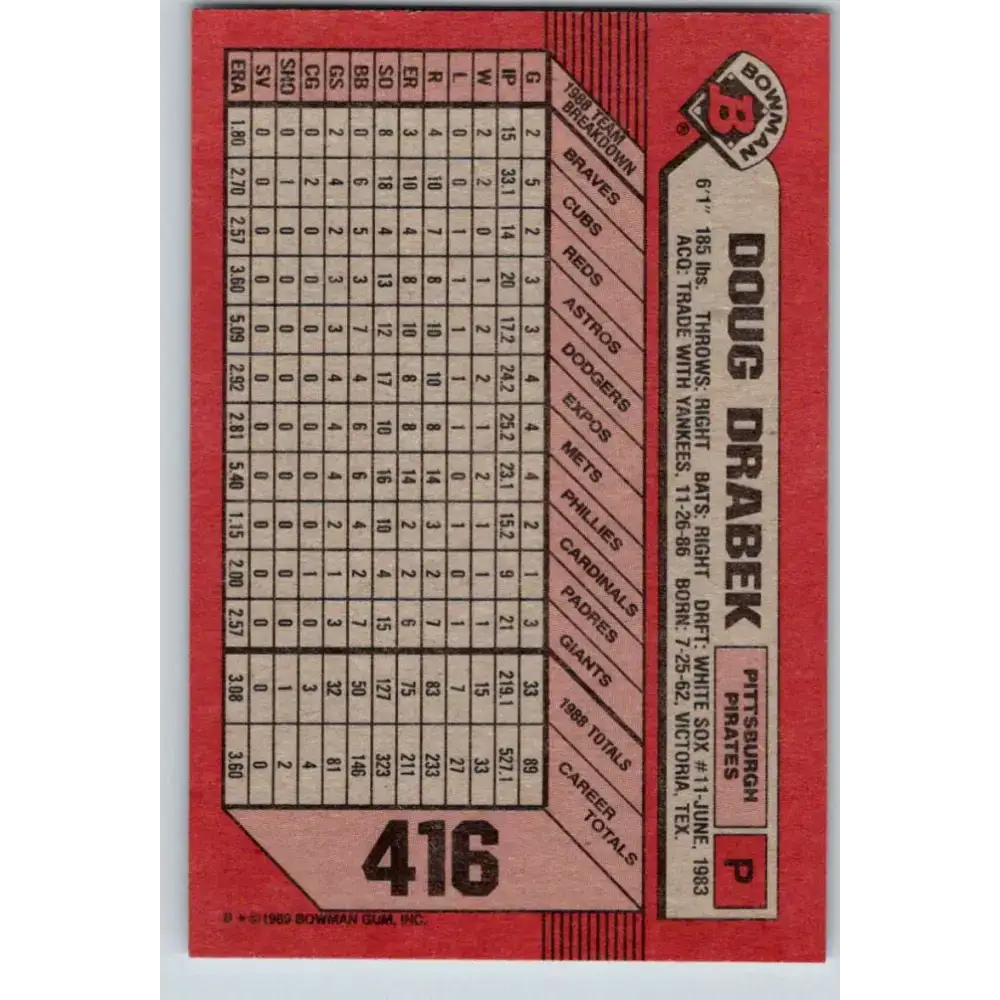 BOWMAN
B
®
DOUG DRABEK
PITTSBURGH
PIRATES
P
6'1" 185 lbs. THROWS: RIGHT BATS: RIGHT DRFT: WHITE SOX #11-JUNE, 1983
ACQ: TRADE WITH YANKEES, 11-26-86 BORN: 7-25-62, VICTORIA, TEX.
1988 TEAM
BREAKDOWN
BRAVES CUBS REDS ASTROS DODGERS EXPOS METS PHILLIES CARDINALS PADRES GIANTS 1988 TOTALS CAREER TOTALS
G 2 5 2 3 3 4 4 4 2 1 3 33 89
IP 15 33.1 14 20 17.2 24.2 25.2 23.1 15.2 9 21 219.1 527.1
W 2 2 0 1 2 2 1 2 1 1 1 15 33
L 0 0 1 1 1 1 1 0 1 0 1 7 27
R 4 10 7 8 10 10 8 14 3 2 7 83 233
ER 3 10 4 8 10 8 8 14 2 2 6 75 211
SO 8 18 4 13 12 17 10 16 10 4 15 127 323
BB 0 6 5 3 7 4 6 6 4 2 7 50 146
GS 2 4 2 3 3 4 4 4 2 1 3 32 81
CG 0 2 0 0 0 0 0 0 0 1 0 3 4
SHO 0 1 0 0 0 0 0 0 0 0 0 1 2
SV 0 0 0 0 0 0 0 0 0 0 0 0 0
ERA 1.80 2.70 2.57 3.60 5.09 2.92 2.81 5.40 1.15 2.00 2.57 3.08 3.60
416
B * ©1989 BOWMAN GUM, INC.